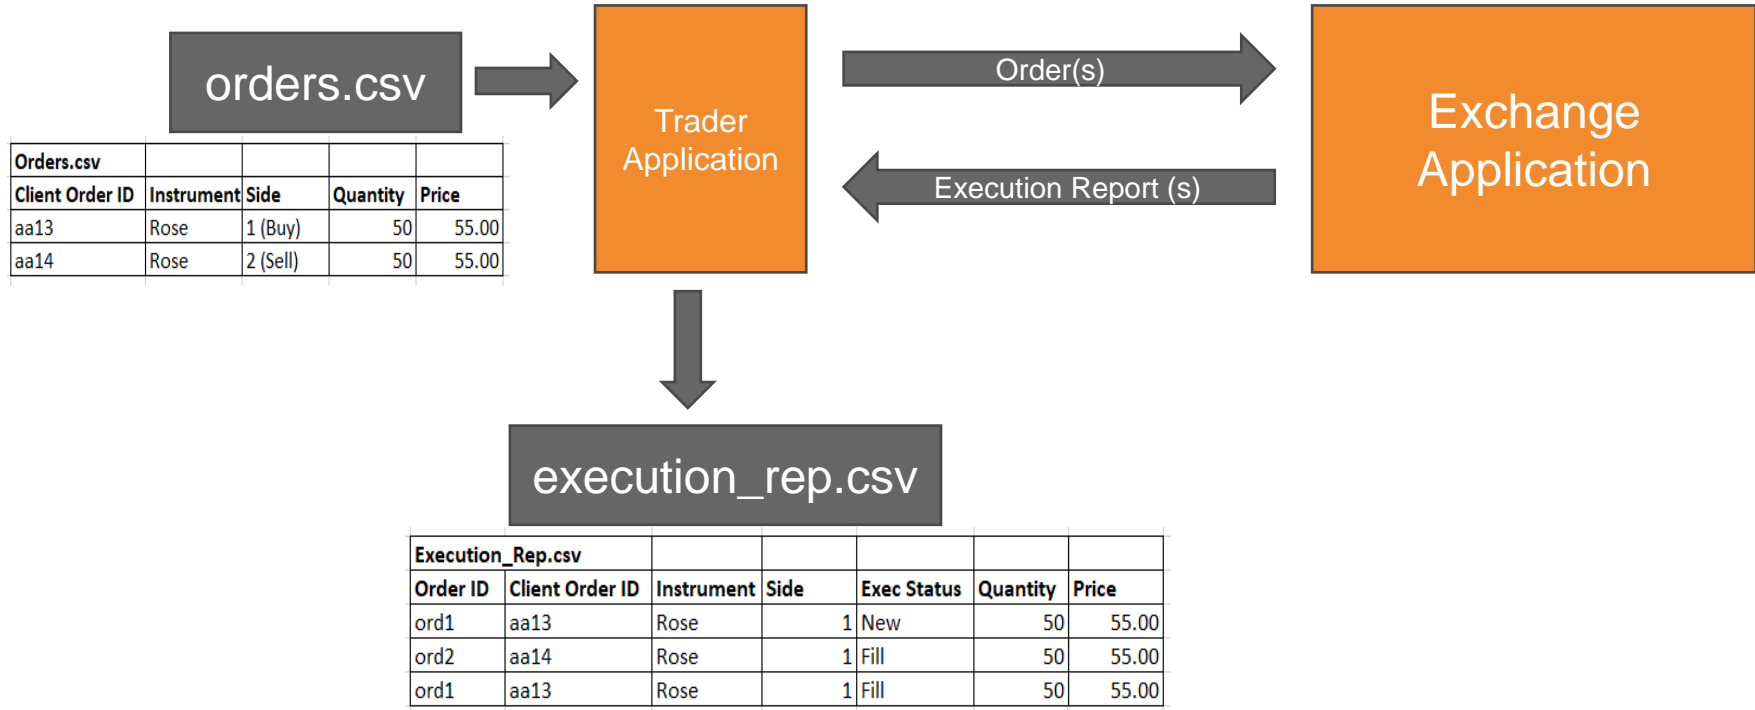 orders.csv
Orders.csv
Client Order ID Instrument Side Quantity Price
aa13 Rose 1 (Buy) 50 55.00
aa14 Rose 2 (Sell) 50 55.00
Trader
Application
Order(s)
Execution Report (s)
Exchange
Application
execution_rep.csv
Execution_Rep.csv
Order ID Client Order ID Instrument Side Exec Status Quantity Price
ord1 aa13 Rose 1 New 50 55.00
ord2 aa14 Rose 1 Fill 50 55.00
ord1 aa13 Rose 1 Fill 50 55.00